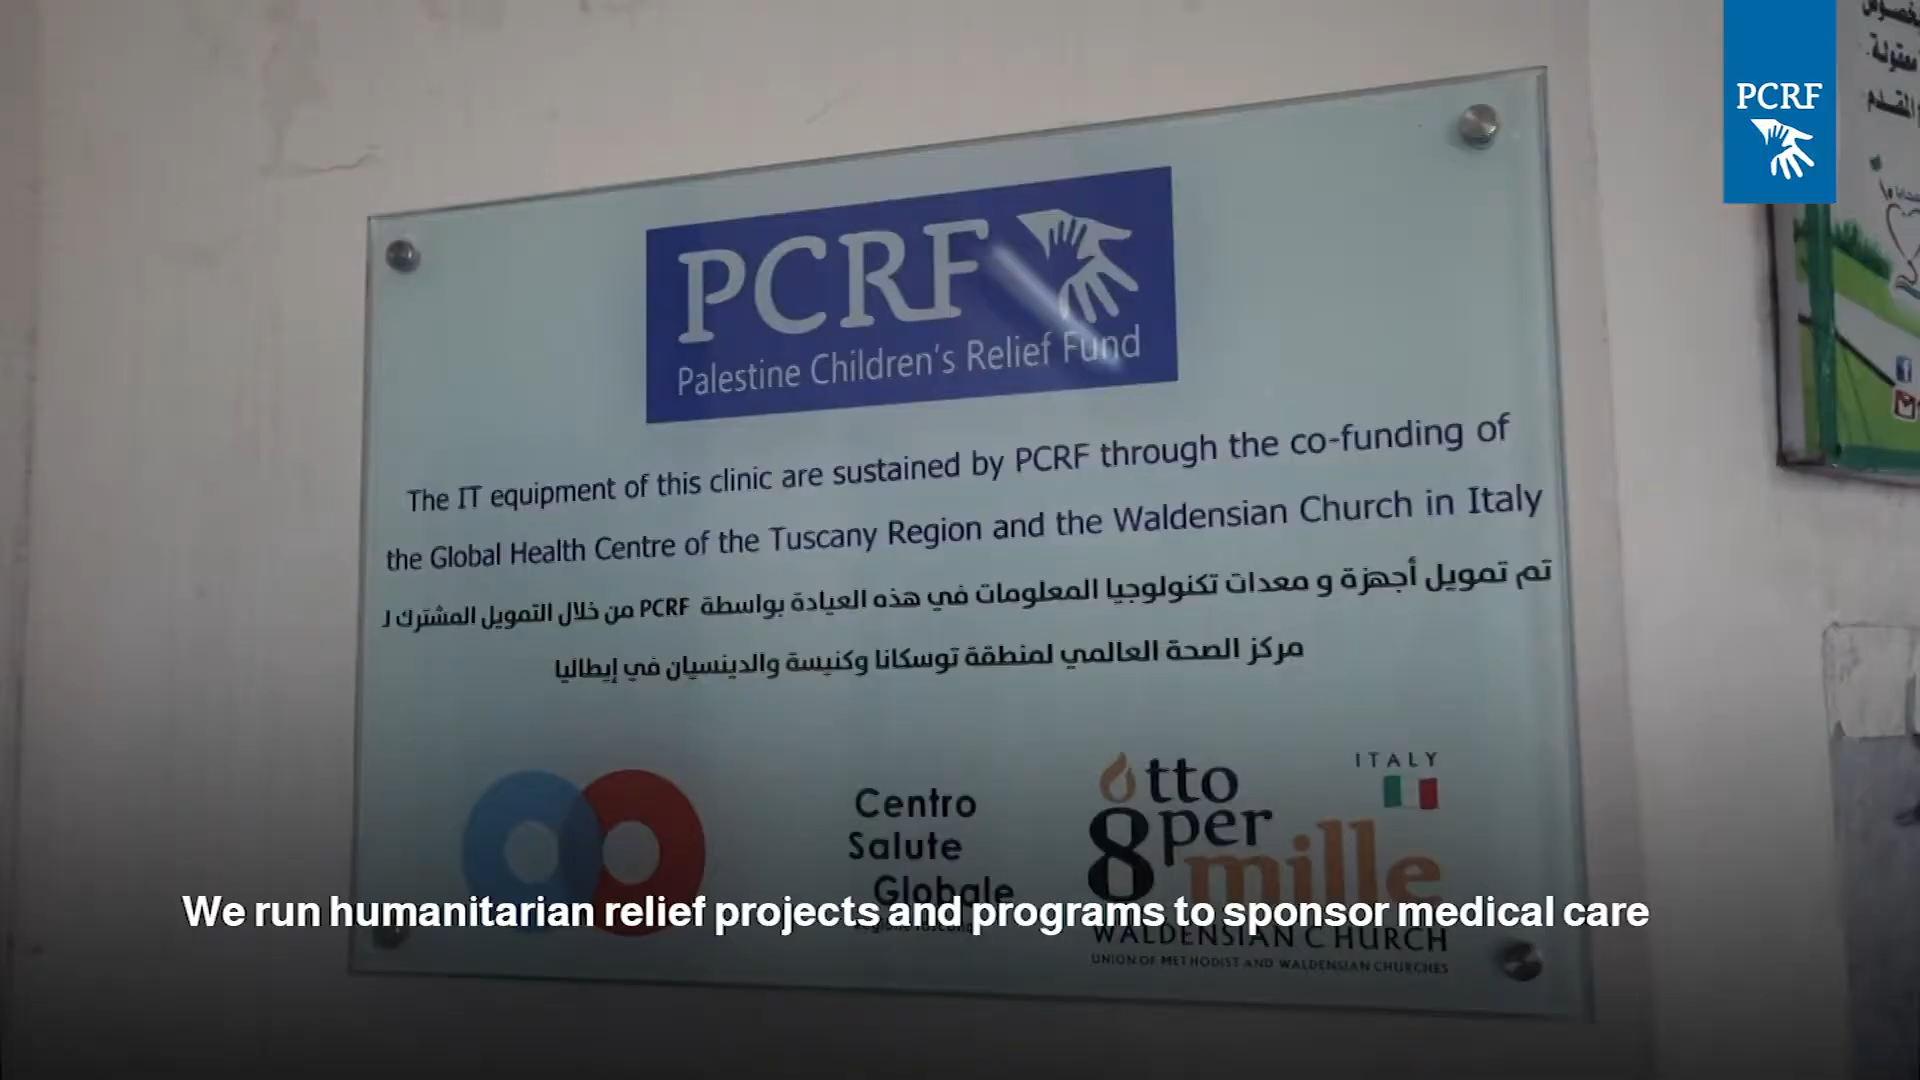 PCRF
Palestine Children's Relief Fund
The IT equipment of this clinic are sustained by PCRF through the co-funding of
the Global Health Centre of the Tuscany Region and the Waldensian Church in Italy
تم تمويل أجهزة و معدات تكنولوجيا المعلومات في هذه العيادة بواسطة PCRF من خلال التمويل المشترك لـ
مركز الصحة العالمي لمنطقة توسكانا وكنيسة والدينسيان في إيطاليا
Centro
Salute
Globale
ITALY
otto
8 per
mille
WALDENSIAN CHURCH
UNION OF METHODIST AND WALDENSIAN CHURCHES
We run humanitarian relief projects and programs to sponsor medical care
PCRF
معقولة
المقدم